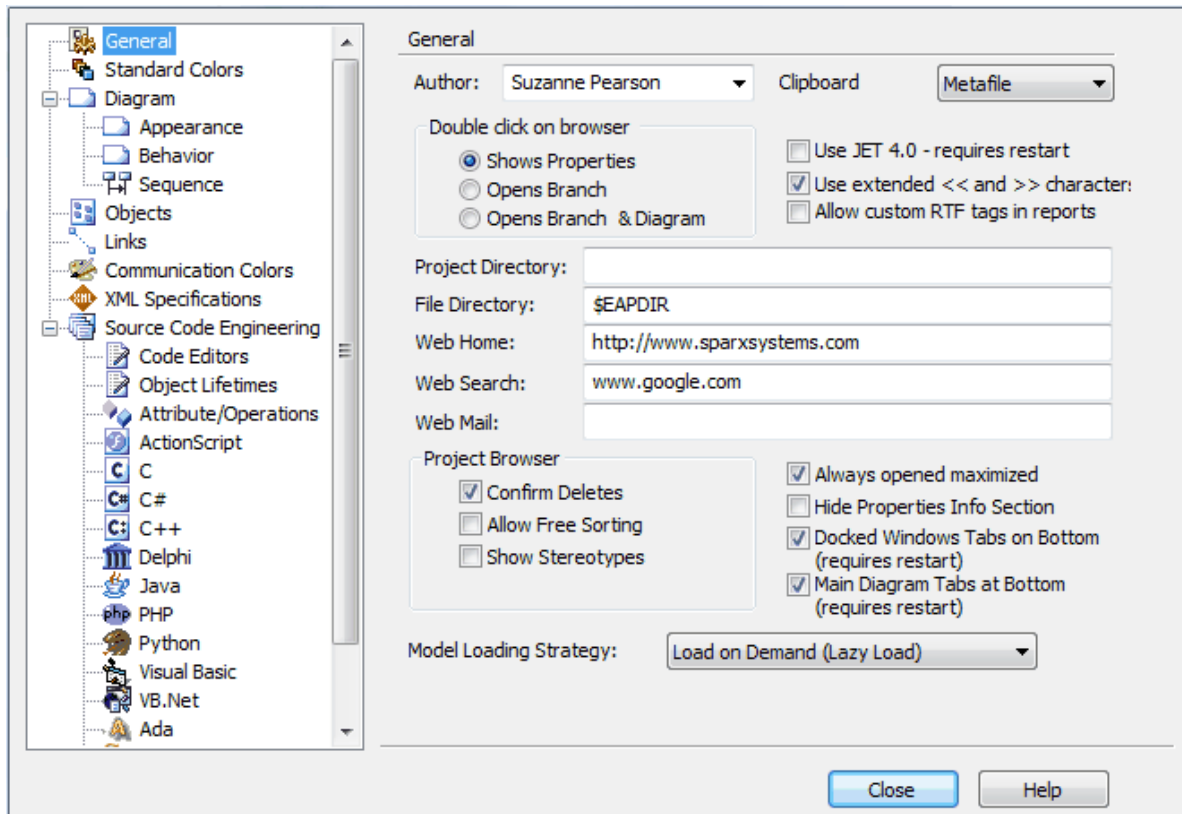 General
Standard Colors
Diagram
Appearance
Behavior
Sequence
Objects
Links
Communication Colors
XML Specifications
Source Code Engineering
Code Editors
Object Lifetimes
Attribute/Operations
ActionScript
C
C#
C++
Delphi
Java
php PHP
Python
Visual Basic
VB.Net
Ada
General
Author: Suzanne Pearson Clipboard Metafile
Double click on browser
Shows Properties
Opens Branch
Opens Branch & Diagram
Use JET 4.0 - requires restart
Use extended << and >> characters
Allow custom RTF tags in reports
Project Directory:
File Directory: $EAPDIR
Web Home: http://www.sparxsystems.com
Web Search: www.google.com
Web Mail:
Project Browser
Confirm Deletes
Allow Free Sorting
Show Stereotypes
Always opened maximized
Hide Properties Info Section
Docked Windows Tabs on Bottom
(requires restart)
Main Diagram Tabs at Bottom
(requires restart)
Model Loading Strategy: Load on Demand (Lazy Load)
Close Help